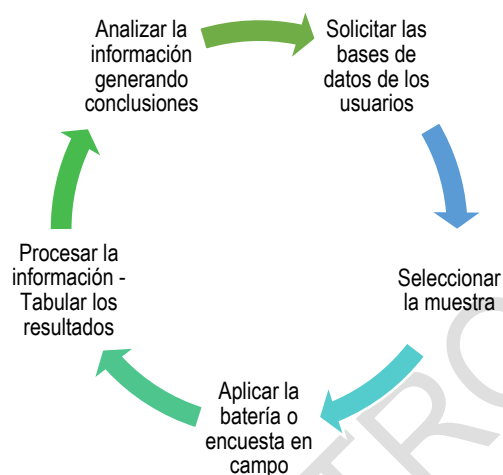 Analizar la
información
generando
conclusiones
Solicitar las
bases de
datos de los
usuarios
Seleccionar
la muestra
Aplicar la
batería o
encuesta en
campo
Procesar la
información -
Tabular los
resultados
TRO